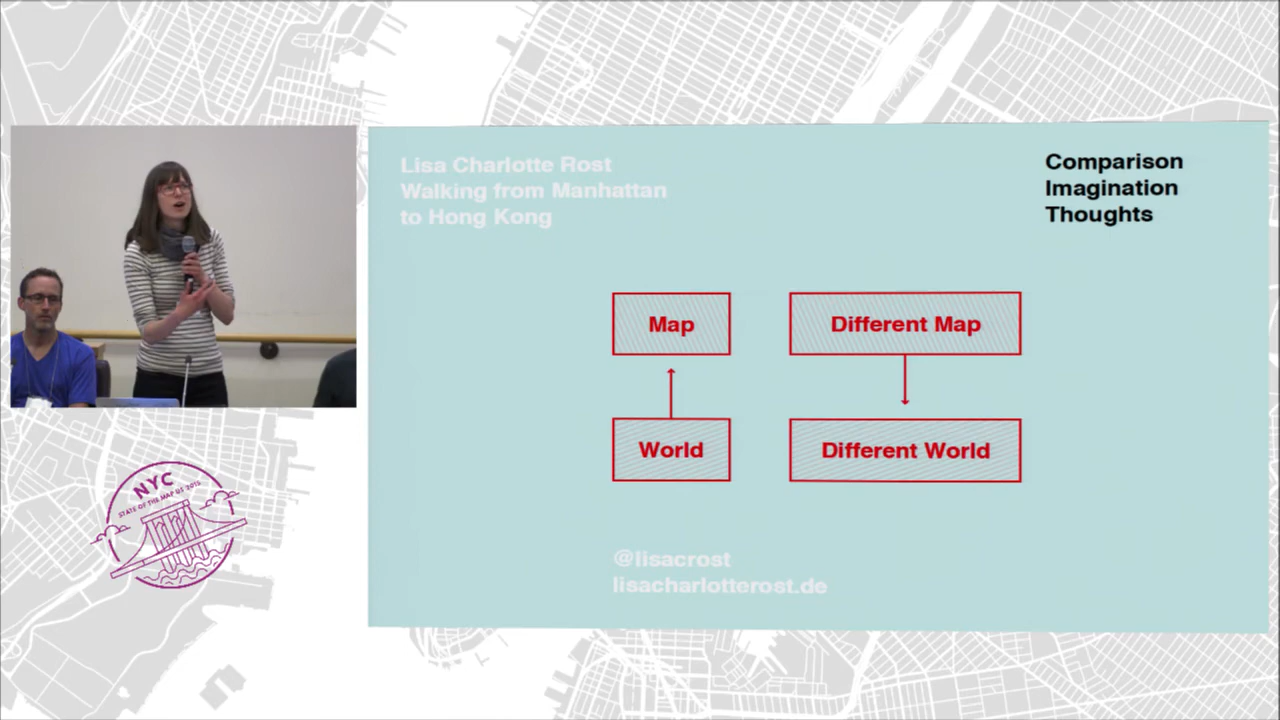 Lisa Charlotte Rost
Walking from Manhattan
to Hong Kong
Comparison
Imagination
Thoughts
Map
Different Map
World
Different World
@lisacrost
lisacharlotterost.de
NYC
STATE OF THE MAP US 2015